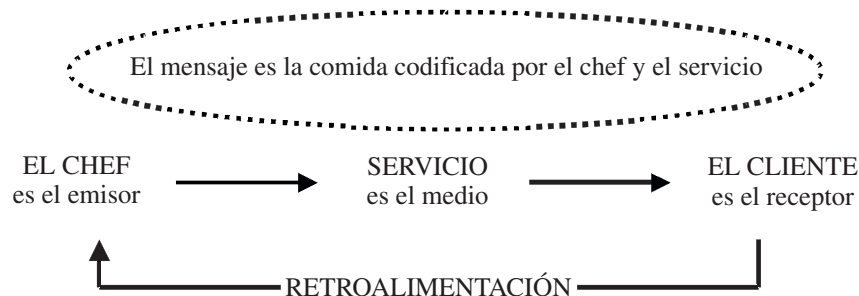 El mensaje es la comida codificada por el chef y el servicio
EL CHEF
es el emisor
SERVICIO
es el medio
EL CLIENTE
es el receptor
RETROALIMENTACIÓN